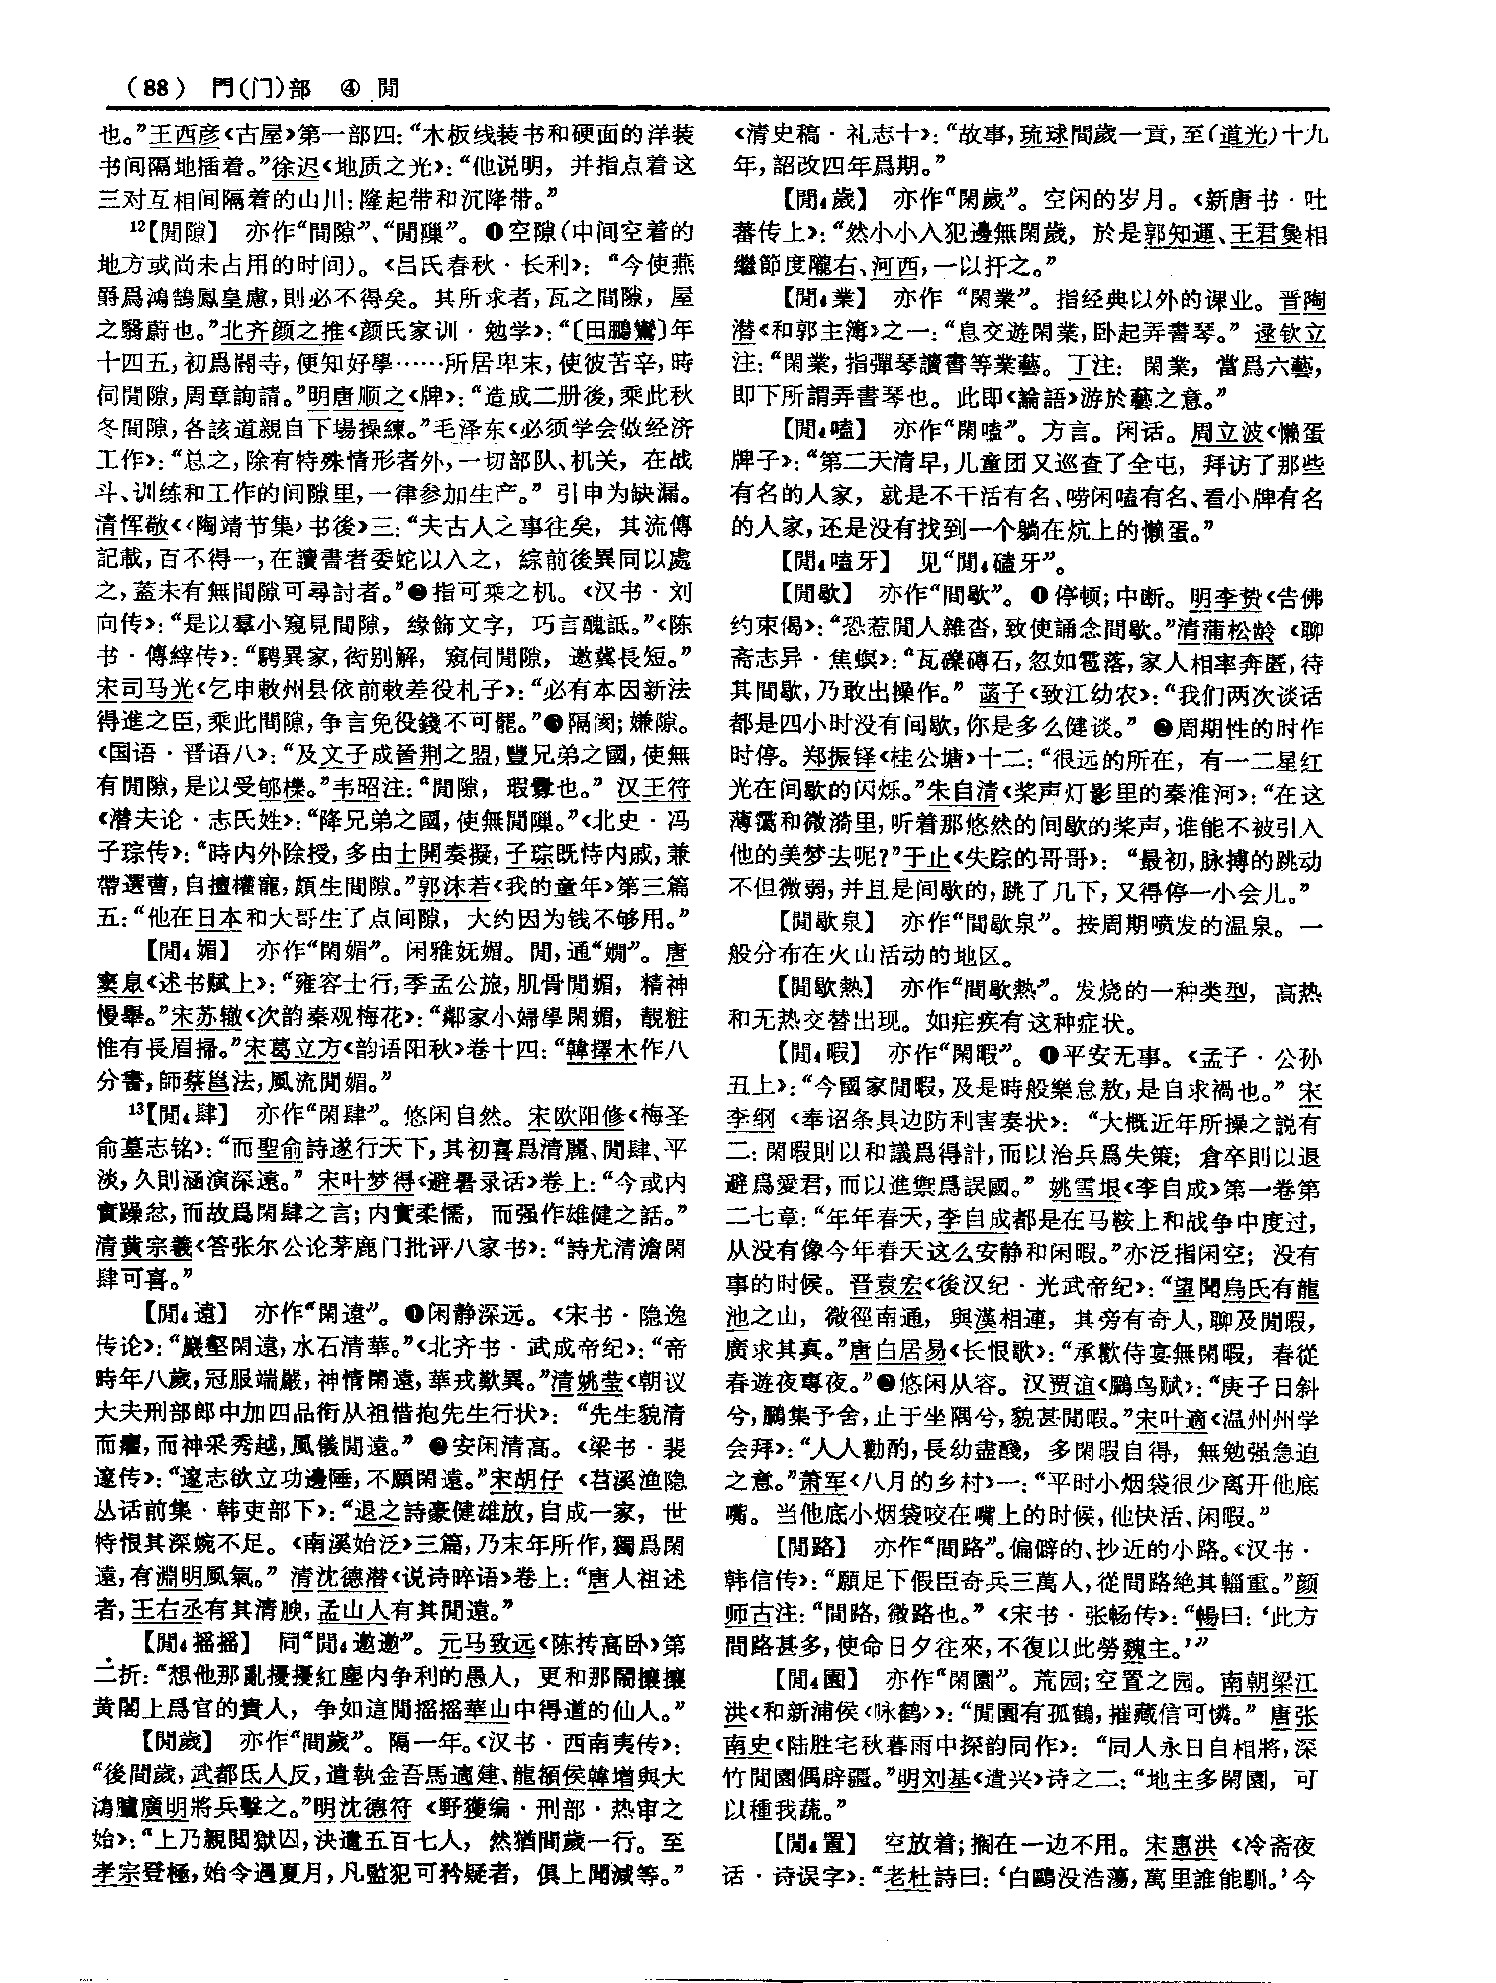 (88) 門(门)部 ④ 閒
也。”王西彦《古屋》第一部四：“木板线装书和硬面的洋装
书间隔地插着。”徐迟《地质之光》：“他说明，并指点着这
三对互相间隔着的山川：隆起带和沉降带。”
12【閒隙】 亦作“間隙”、“閒隟”。❶空隙(中间空着的
地方或尚未占用的时间)。《吕氏春秋·长利》：“今使燕
爵爲鴻鵠鳳皇慮，則必不得矣。其所求者，瓦之間隙，屋
之翳蔚也。”北齐颜之推《颜氏家训·勉学》：“〔田鵬鸞〕年
十四五，初爲閽寺，便知好學……所居卑末，使彼苦辛，時
伺閒隙，周章詢請。”明唐顺之《牌》：“造成二册後，乘此秋
冬間隙，各該道親自下場操練。”毛泽东《必须学会做经济
工作》：“总之，除有特殊情形者外，一切部队、机关，在战
斗、训练和工作的间隙里，一律参加生产。”引申为缺漏。
清恽敬《〈陶靖节集〉书後》三：“夫古人之事往矣，其流傳
記載，百不得一，在讀書者委蛇以入之，綜前後異同以處
之，蓋未有無間隙可尋討者。”❷指可乘之机。《汉书·刘
向传》：“是以羣小窺見間隙，緣飾文字，巧言醜詆。”《陈
书·傅縡传》：“騁異家，衒别解，窺伺閒隙，邀冀長短。”
宋司马光《乞申敕州县依前敕差役札子》：“必有本因新法
得進之臣，乘此間隙，争言免役錢不可罷。”❸隔阂；嫌隙。
《国语·晋语八》：“及文子成晉荆之盟，豐兄弟之國，使無
有閒隙，是以受郇櫟。”韦昭注：“閒隙，瑕釁也。”汉王符
《潜夫论·志氏姓》：“降兄弟之國，使無閒隟。”《北史·冯
子琮传》：“時内外除授，多由士開奏擬，子琮既恃内戚，兼
帶選曹，自擅權寵，頗生間隙。”郭沫若《我的童年》第三篇
五：“他在日本和大哥生了点间隙，大约因为钱不够用。”
【閒4媚】 亦作“閑媚”。闲雅妩媚。閒，通“嫺”。唐
窦臮《述书赋上》：“雍容士行，季孟公旅，肌骨閒媚，精神
慢舉。”宋苏辙《次韵秦观梅花》：“鄰家小婦學閑媚，靚粧
惟有長眉掃。”宋葛立方《韵语阳秋》卷十四：“韓擇木作八
分書，師蔡邕法，風流閒媚。”
13【閒4肆】 亦作“閑肆”。悠闲自然。宋欧阳修《梅圣
俞墓志铭》：“而聖俞詩遂行天下，其初喜爲清麗、閒肆、平
淡，久則涵演深遠。”宋叶梦得《避暑录话》卷上：“今或内
實躁忿，而故爲閑肆之言；内實柔懦，而强作雄健之話。”
清黄宗羲《答张尔公论茅鹿门批评八家书》：“詩尤清澹閑
肆可喜。”
【閒4遠】 亦作“閑遠”。❶闲静深远。《宋书·隐逸
传论》：“巖壑閑遠，水石清華。”《北齐书·武成帝纪》：“帝
時年八歲，冠服端嚴，神情閑遠，華戎歎異。”清姚莹《朝议
大夫刑部郎中加四品衔从祖惜抱先生行状》：“先生貌清
而癯，而神采秀越，風儀閒遠。”❷安闲清高。《梁书·裴
邃传》：“邃志欲立功邊陲，不願閑遠。”宋胡仔《苕溪渔隐
丛话前集·韩吏部下》：“退之詩豪健雄放，自成一家，世
特恨其深婉不足。《南溪始泛》三篇，乃末年所作，獨爲閑
遠，有淵明風氣。”清沈德潜《说诗晬语》卷上：“唐人祖述
者，王右丞有其清腴，孟山人有其閒遠。”
【閒4摇摇】 同“閒4邀邀”。元马致远《陈抟高卧》第
二折：“想他那亂擾擾紅塵内争利的愚人，更和那鬧攘攘
黄閣上爲官的貴人，争如這閒摇摇華山中得道的仙人。”
【閒歲】 亦作“間歲”。隔一年。《汉书·西南夷传》：
“後間歲，武都氐人反，遣執金吾馬適建、龍頟侯韓增與大
鴻臚廣明將兵擊之。”明沈德符《野獲编·刑部·热审之
始》：“上乃親閲獄囚，決遣五百七人，然猶間歲一行。至
孝宗登極，始令遇夏月，凡監犯可矜疑者，俱上聞減等。”
《清史稿·礼志十》：“故事，琉球間歲一貢，至(道光)十九
年，詔改四年爲期。”
【閒4歲】 亦作“閑歲”。空闲的岁月。《新唐书·吐
蕃传上》：“然小小入犯邊無閑歲，於是郭知運、王君㚟相
繼節度隴右、河西，一以扞之。”
【閒4業】 亦作“閑業”。指经典以外的课业。晋陶
潜《和郭主簿》之一：“息交遊閑業，卧起弄書琴。”逯钦立
注：“閑業，指彈琴讀書等業藝。丁注：閑業，當爲六藝，
即下所謂弄書琴也。此即《論語》游於藝之意。”
【閒4嗑】 亦作“閑嗑”。方言。闲话。周立波《懒蛋
牌子》：“第二天清早，儿童团又巡查了全屯，拜访了那些
有名的人家，就是不干活有名、唠闲嗑有名、看小牌有名
的人家，还是没有找到一个躺在炕上的懒蛋。”
【閒4嗑牙】 见“閒4磕牙”。
【閒歇】 亦作“間歇”。❶停顿；中断。明李贽《告佛
约束偈》：“恐惹閒人雜沓，致使誦念間歇。”清蒲松龄《聊
斋志异·焦螟》：“瓦礫磚石，忽如雹落，家人相率奔匿，待
其間歇，乃敢出操作。”菡子《致江幼农》：“我们两次谈话
都是四小时没有间歇，你是多么健谈。”❷周期性的时作
时停。郑振铎《桂公塘》十二：“很远的所在，有一二星红
光在间歇的闪烁。”朱自清《桨声灯影里的秦淮河》：“在这
薄霭和微漪里，听着那悠然的间歇的桨声，谁能不被引入
他的美梦去呢？”于止《失踪的哥哥》：“最初，脉搏的跳动
不但微弱，并且是间歇的，跳了几下，又得停一小会儿。”
【閒歇泉】 亦作“間歇泉”。按周期喷发的温泉。一
般分布在火山活动的地区。
【閒歇熱】 亦作“間歇熱”。发烧的一种类型，高热
和无热交替出现。如疟疾有这种症状。
【閒4暇】 亦作“閑暇”。❶平安无事。《孟子·公孙
丑上》：“今國家閒暇，及是時般樂怠敖，是自求禍也。”宋
李纲《奉诏条具边防利害奏状》：“大概近年所操之説有
二：閑暇則以和議爲得計，而以治兵爲失策；倉卒則以退
避爲愛君，而以進禦爲誤國。”姚雪垠《李自成》第一卷第
二七章：“年年春天，李自成都是在马鞍上和战争中度过，
从没有像今年春天这么安静和闲暇。”亦泛指闲空；没有
事的时候。晋袁宏《後汉纪·光武帝纪》：“望聞烏氏有龍
池之山，微徑南通，與漢相連，其旁有奇人，聊及閒暇，
廣求其真。”唐白居易《长恨歌》：“承歡侍宴無閑暇，春從
春遊夜專夜。”❷悠闲从容。汉贾谊《鵩鸟赋》：“庚子日斜
兮，鵩集予舍，止于坐隅兮，貌甚閒暇。”宋叶適《温州州学
会拜》：“人人勸酌，長幼盡醆，多閑暇自得，無勉强急迫
之意。”萧军《八月的乡村》一：“平时小烟袋很少离开他底
嘴。当他底小烟袋咬在嘴上的时候，他快活、闲暇。”
【閒路】 亦作“間路”。偏僻的、抄近的小路。《汉书·
韩信传》：“願足下假臣奇兵三萬人，從間路絶其輜重。”颜
师古注：“間路，微路也。”《宋书·张畅传》：“暢曰：‘此方
間路甚多，使命日夕往來，不復以此勞魏主。’”
【閒4園】 亦作“閑園”。荒园；空置之园。南朝梁江
洪《和新浦侯〈咏鹤〉》：“閒園有孤鶴，摧藏信可憐。”唐张
南史《陆胜宅秋暮雨中探韵同作》：“同人永日自相將，深
竹閒園偶辟疆。”明刘基《遣兴》诗之二：“地主多閑園，可
以種我蔬。”
【閒4置】 空放着；搁在一边不用。宋惠洪《冷斋夜
话·诗误字》：“老杜詩曰：‘白鷗没浩蕩，萬里誰能馴。’今